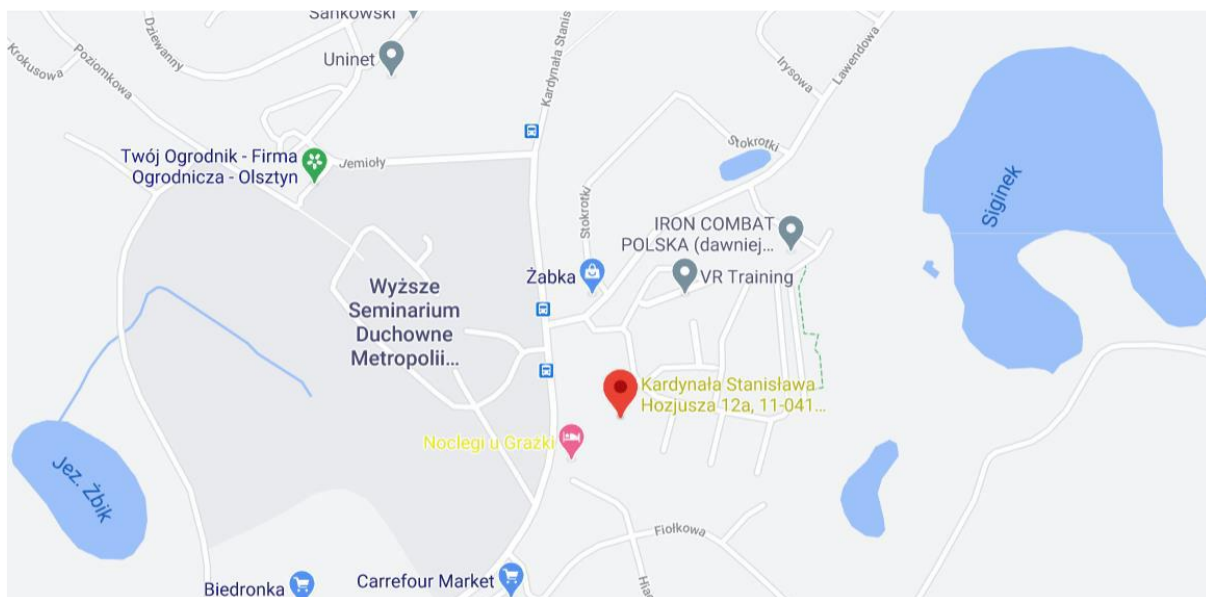 Sankowski
Dziewanny
Krokusowa
Poziomkowa
Uninet
Kardynała Stanis
Irysowa
Lawendowa
Twój Ogrodnik - Firma
Ogrodnicza - Olsztyn
Jemioły
Stokrotki
Siginek
Stokrotki
IRON COMBAT
POLSKA (dawniej...
Żabka
VR Training
Wyższe
Seminarium
Duchowne
Metropolii...
Kardynała Stanisława
Hozjusza 12a, 11-041...
Noclegi u Grażki
Jez. Żbik
Fiołkowa
Biedronka
Carrefour Market
Hiac